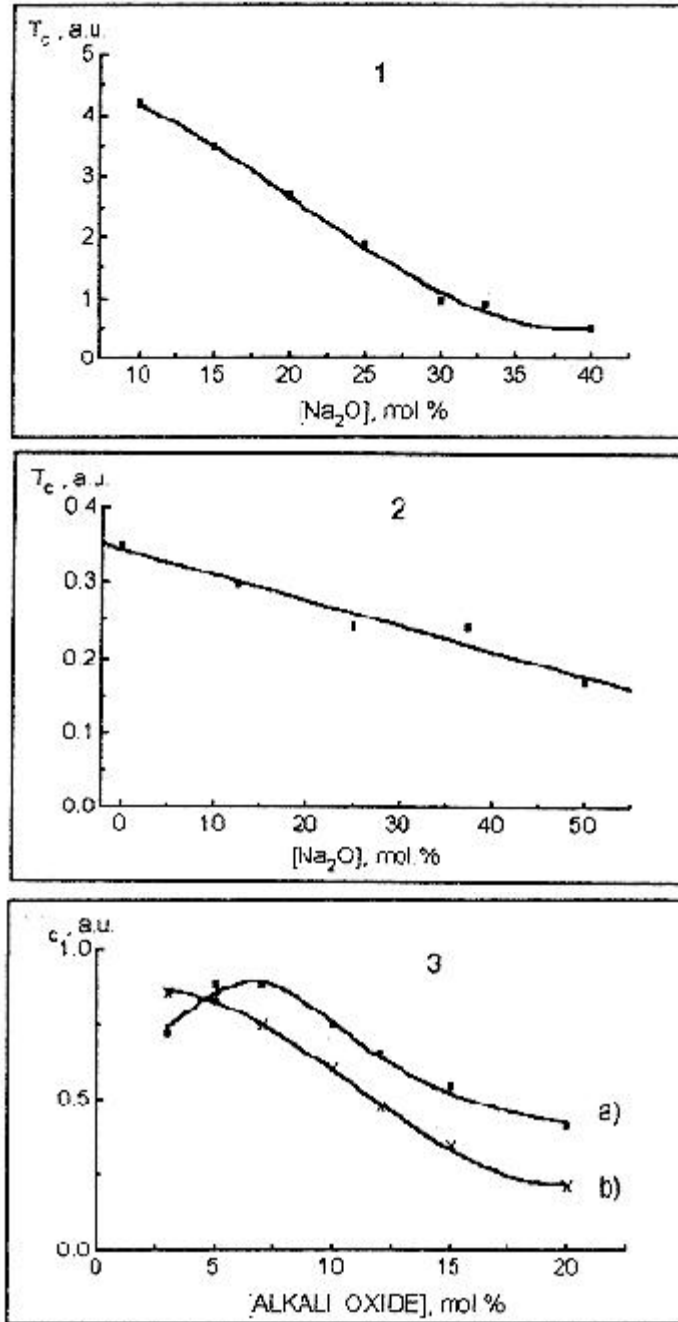 T_c, a.u.
1
5
4
3
2
1
0
10 15 20 25 30 35 40
[Na₂O], mol %
T_c, a.u.
2
0.4
0.3
0.2
0.1
0.0
0 10 20 30 40 50
[Na₂O], mol.%
c, a.u.
3
1.0
0.5
0.0
a)
b)
0 5 10 15 20
[ALKALI OXIDE], mol %